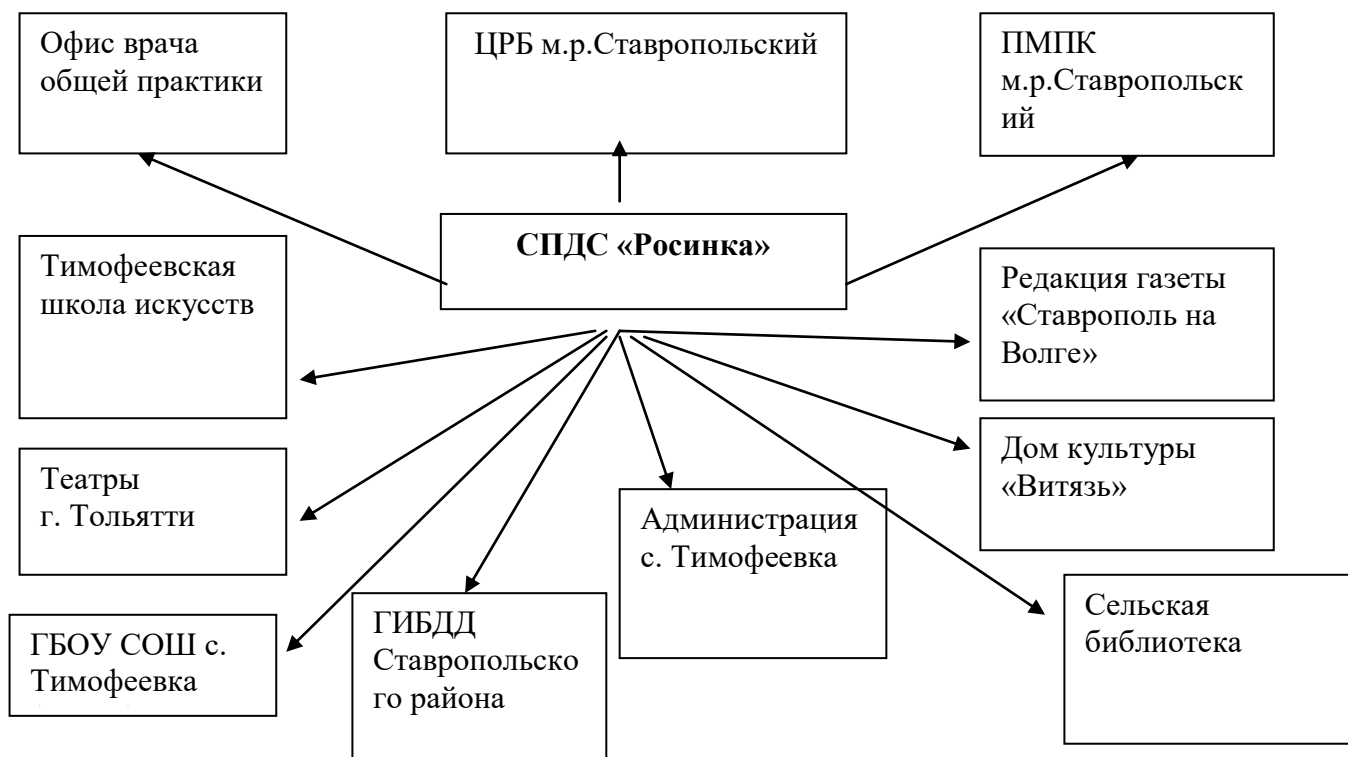 Офис врача
общей практики
ЦРБ м.р.Ставропольский
ПМПК
м.р.Ставропольск
ий
СПДС «Росинка»
Тимофеевская
школа искусств
Редакция газеты
«Ставрополь на
Волге»
Театры
г. Тольятти
Дом культуры
«Витязь»
Администрация
с. Тимофеевка
ГБОУ СОШ с.
Тимофеевка
ГИБДД
Ставропольско
го района
Сельская
библиотека